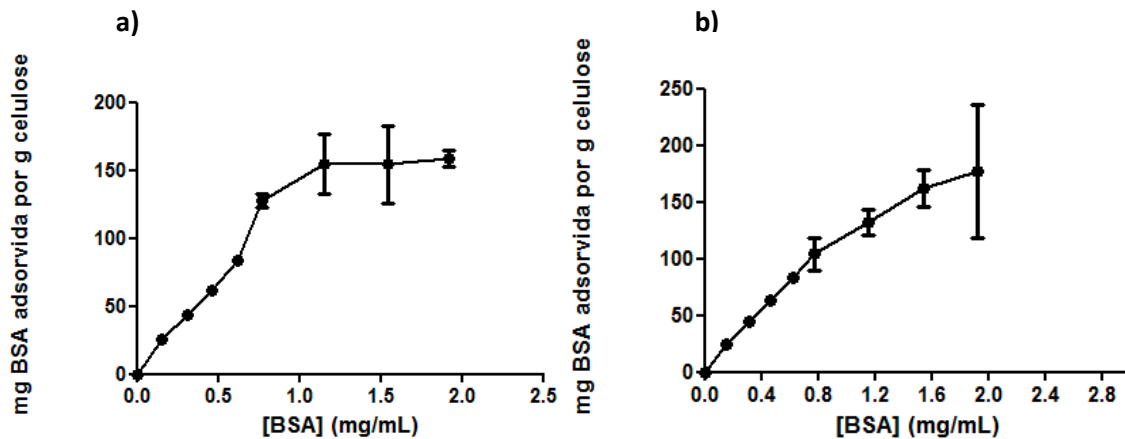 a)
mg BSA adsorvida por g celulose
200
150
100
50
0
0.0 0.5 1.0 1.5 2.0 2.5
[BSA] (mg/mL)
b)
mg BSA adsorvida por g celulose
250
200
150
100
50
0
0.0 0.4 0.8 1.2 1.6 2.0 2.4 2.8
[BSA] (mg/mL)